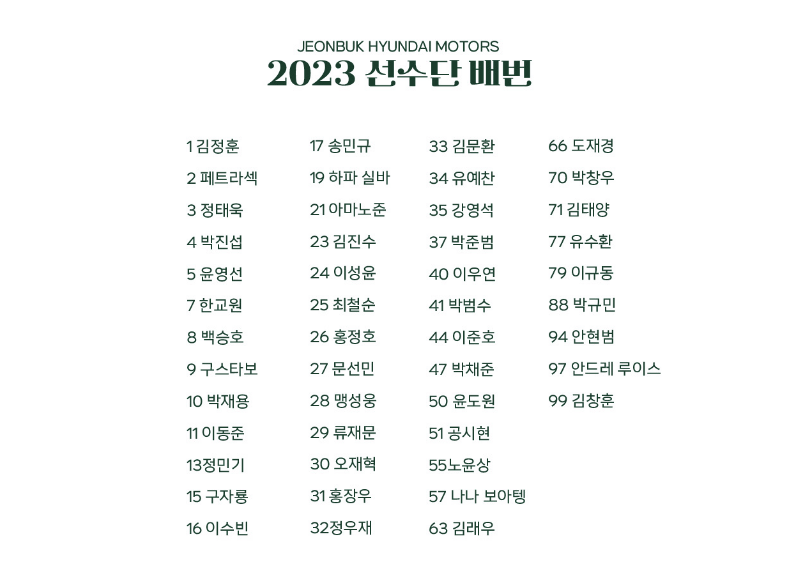 JEONBUK HYUNDAI MOTORS
2023 선수단 배번
1 김정훈
2 페트라섹
3 정태욱
4 박진섭
5 윤영선
7 한교원
8 백승호
9 구스타보
10 박재용
11 이동준
13정민기
15 구자룡
16 이수빈
17 송민규
19 하파 실바
21 아마노준
23 김진수
24 이성윤
25 최철순
26 홍정호
27 문선민
28 맹성웅
29 류재문
30 오재혁
31 홍장우
32정우재
33 김문환
34 유예찬
35 강영석
37 박준범
40 이우연
41 박범수
44 이준호
47 박채준
50 윤도원
51 공시현
55노윤상
57 나나 보아텡
63 김래우
66 도재경
70 박창우
71 김태양
77 유수환
79 이규동
88 박규민
94 안현범
97 안드레 루이스
99 김창훈